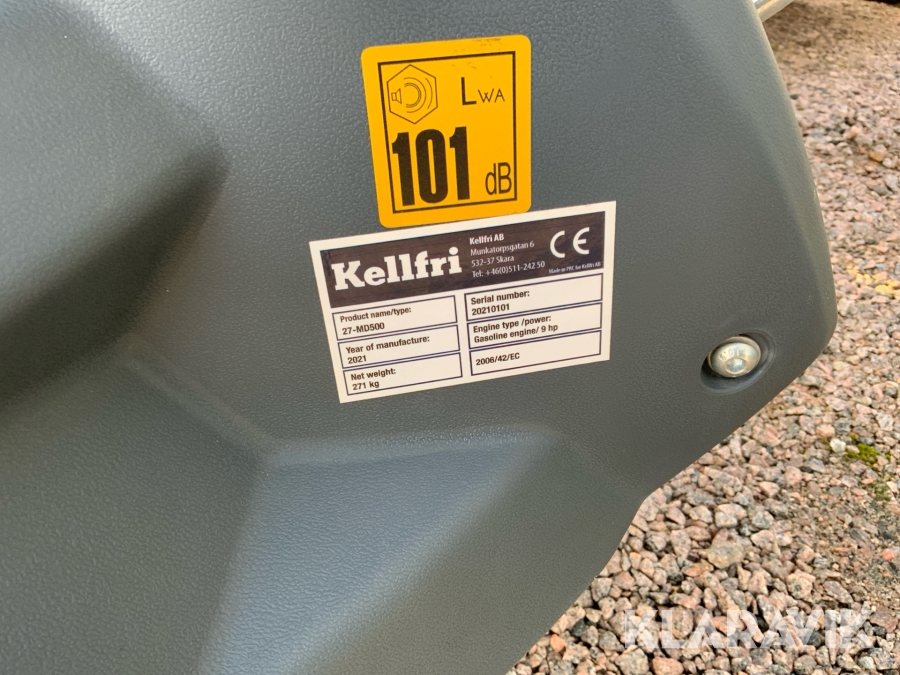 LWA
101 dB
Kellfri
Kellfri AB
Munkatorpsgatan 6
532-37 Skara
Tel: +46(0)511-242 50
CE
Made in PRC for Kellfri AB
Product name/type:
27-MD500
Year of manufacture:
2021
Net weight:
271 kg
Serial number:
20210101
Engine type /power:
Gasoline engine/ 9 hp
2006/42/EC
KLARAVIK